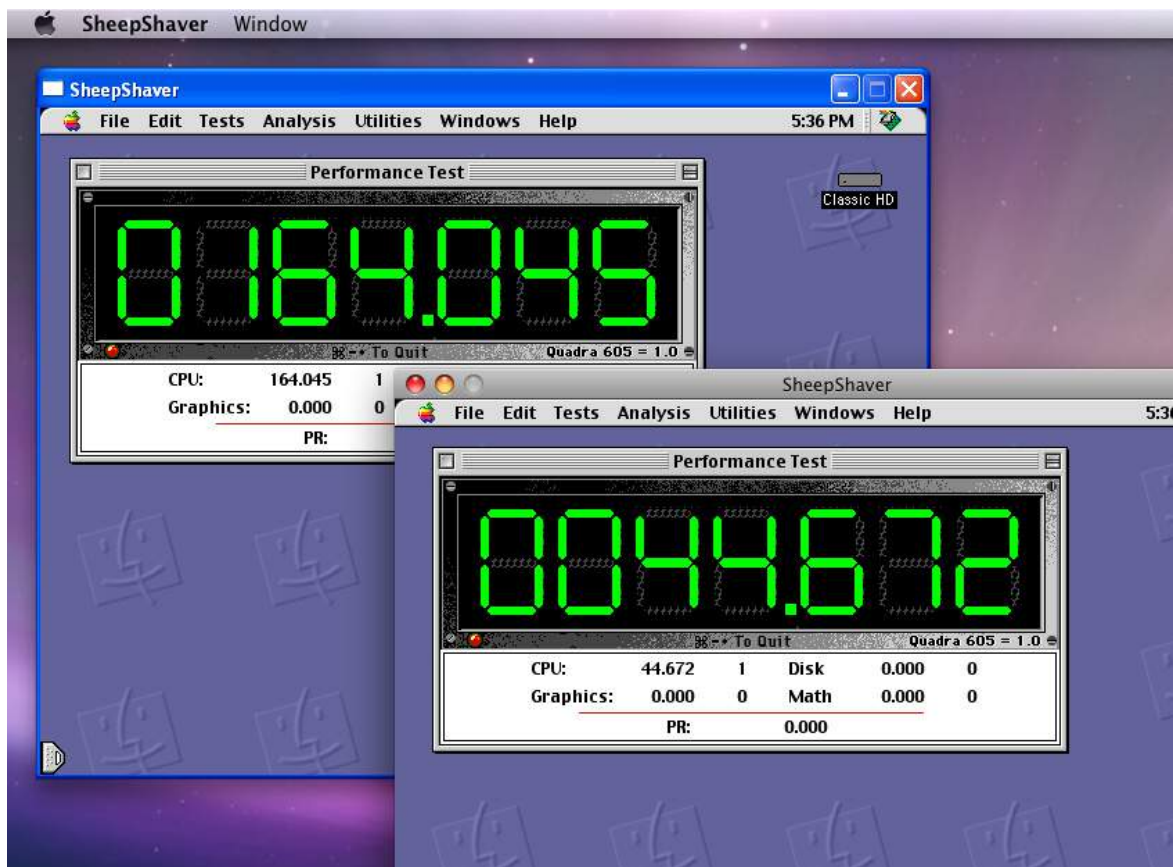 SheepShaver Window
SheepShaver
File Edit Tests Analysis Utilities Windows Help 5:36 PM
Performance Test
Classic HD
0164.045
⌘-• To Quit Quadra 605 = 1.0
CPU: 164.045 1
Graphics: 0.000 0
PR:
SheepShaver
File Edit Tests Analysis Utilities Windows Help 5:36
Performance Test
0044.672
⌘-• To Quit Quadra 605 = 1.0
CPU: 44.672 1 Disk 0.000 0
Graphics: 0.000 0 Math 0.000 0
PR: 0.000